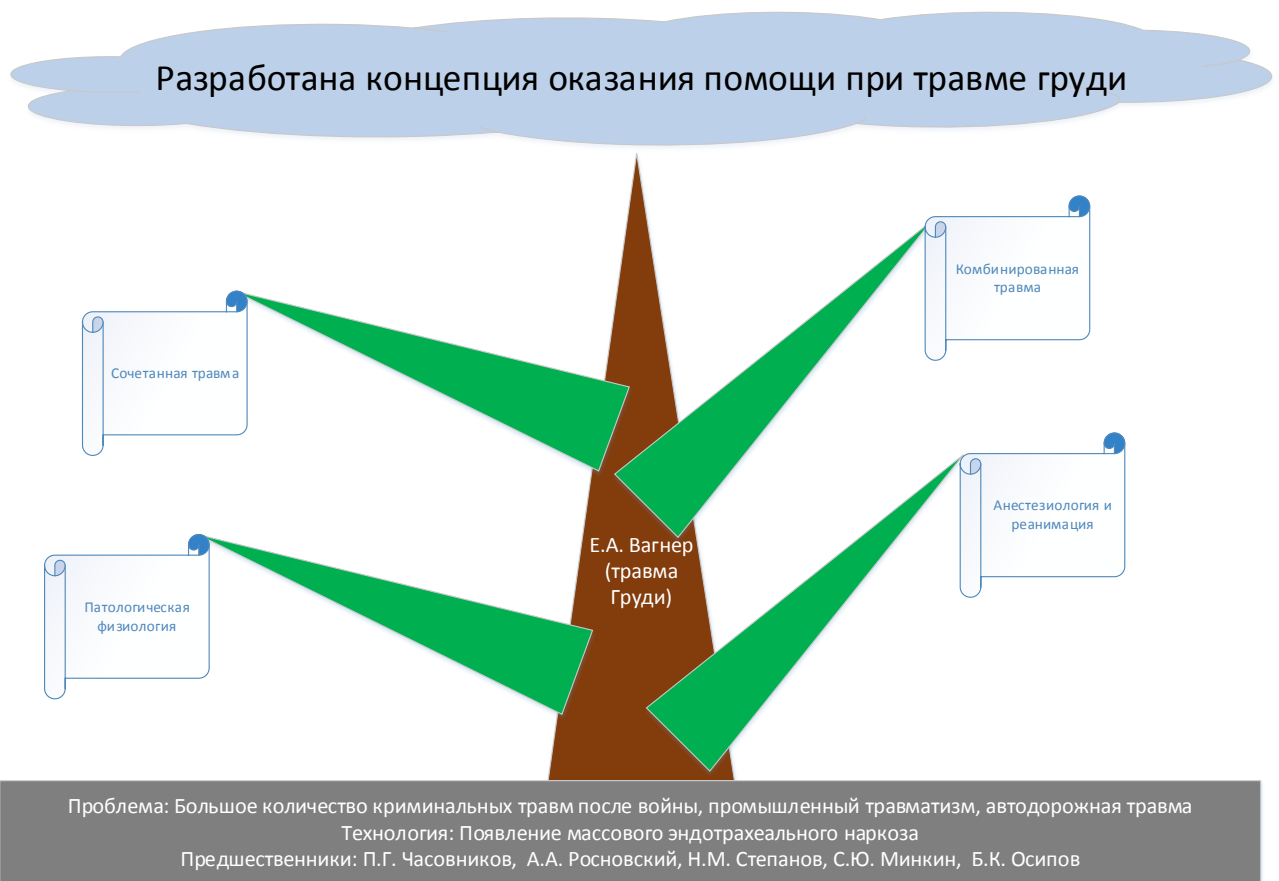 Разработана концепция оказания помощи при травме груди
Комбинированная
травма
Сочетанная травма
Анестезиология и
реанимация
Е.А. Вагнер
(травма
Груди)
Патологическая
физиология
Проблема: Большое количество криминальных травм после войны, промышленный травматизм, автодорожная травма
Технология: Появление массового эндотрахеального наркоза
Предшественники: П.Г. Часовников, А.А. Росновский, Н.М. Степанов, С.Ю. Минкин, Б.К. Осипов